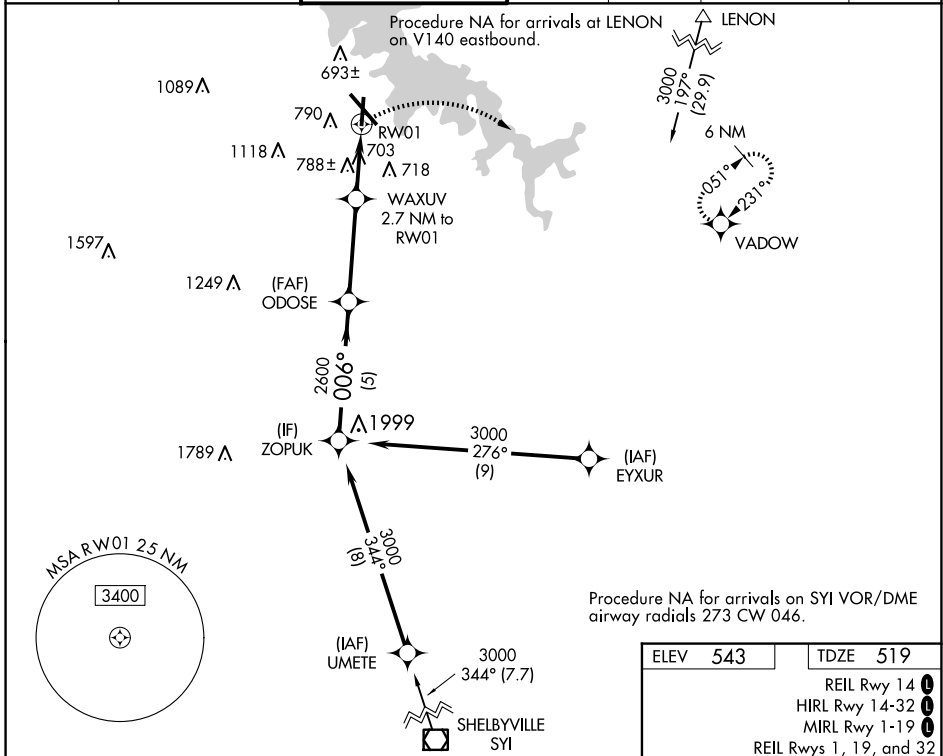 Procedure NA for arrivals at LENON
on V140 eastbound.
LENON
3000
197°
(29.9)
693±
1089
790
RW01
6 NM
1118
703
788±
718
051°
231°
WAXUV
2.7 NM to
RW01
VADOW
1597
1249
(FAF)
ODOSE
2600
006°
(5)
(IF)
ZOPUK
1999
1789
3000
276°
(9)
(IAF)
EYXUR
3000
344°
(8)
MSA RW01 25 NM
3400
Procedure NA for arrivals on SYI VOR/DME
airway radials 273 CW 046.
(IAF)
UMETE
3000
344° (7.7)
SHELBYVILLE
SYI
ELEV 543
TDZE 519
REIL Rwy 14 L
HIRL Rwy 14-32 L
MIRL Rwy 1-19 L
REIL Rwys 1, 19, and 32